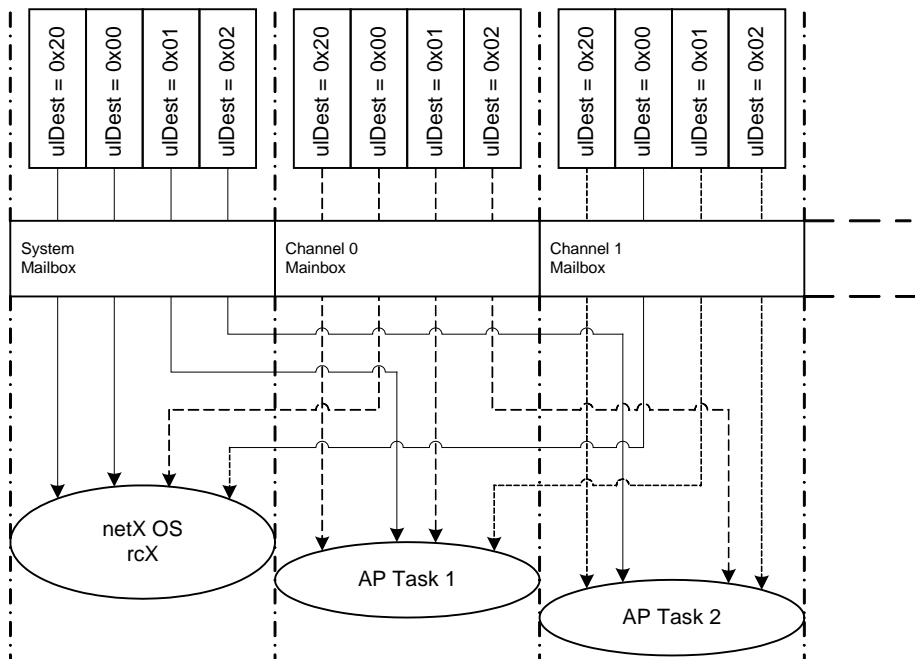 ulDest = 0x20
ulDest = 0x00
ulDest = 0x01
ulDest = 0x02
ulDest = 0x20
ulDest = 0x00
ulDest = 0x01
ulDest = 0x02
ulDest = 0x20
ulDest = 0x00
ulDest = 0x01
ulDest = 0x02
System
Mailbox
Channel 0
Mainbox
Channel 1
Mailbox
netX OS
rcX
AP Task 1
AP Task 2